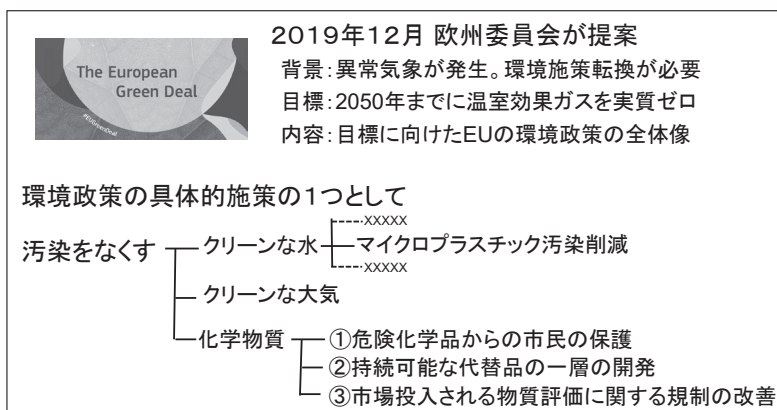 The European
Green Deal
#EUGreenDeal
2019年12月 欧州委員会が提案
背景：異常気象が発生。環境施策転換が必要
目標：2050年までに温室効果ガスを実質ゼロ
内容：目標に向けたEUの環境政策の全体像
環境政策の具体的施策の1つとして
汚染をなくす
クリーンな水
xxxxx
マイクロプラスチック汚染削減
xxxxx
クリーンな大気
化学物質
①危険化学品からの市民の保護
②持続可能な代替品の一層の開発
③市場投入される物質評価に関する規制の改善